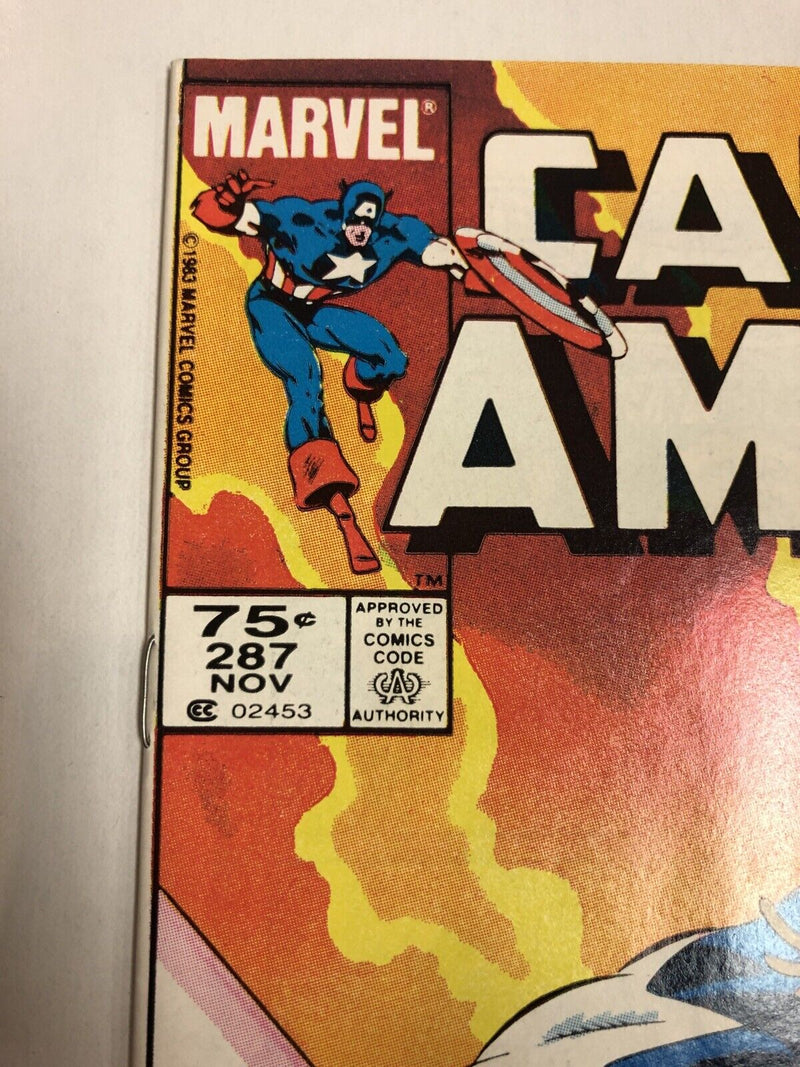 MARVEL®
CA
AM
© 1983 MARVEL COMICS GROUP
TM
75¢
287
NOV
CC 02453
APPROVED
BY THE
COMICS
CODE
A
AUTHORITY